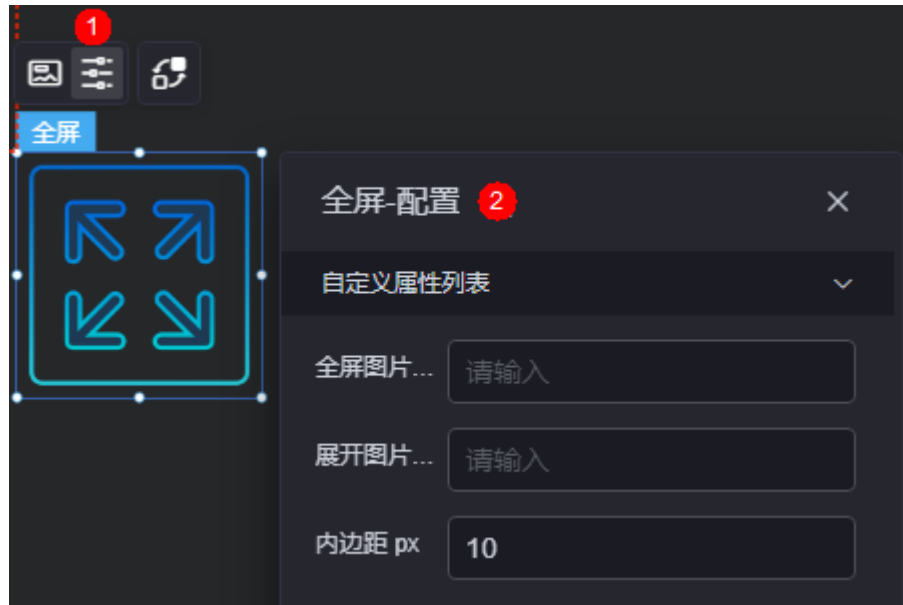 1
全屏
全屏-配置 2
自定义属性列表
全屏图片... 请输入
展开图片... 请输入
内边距 px 10